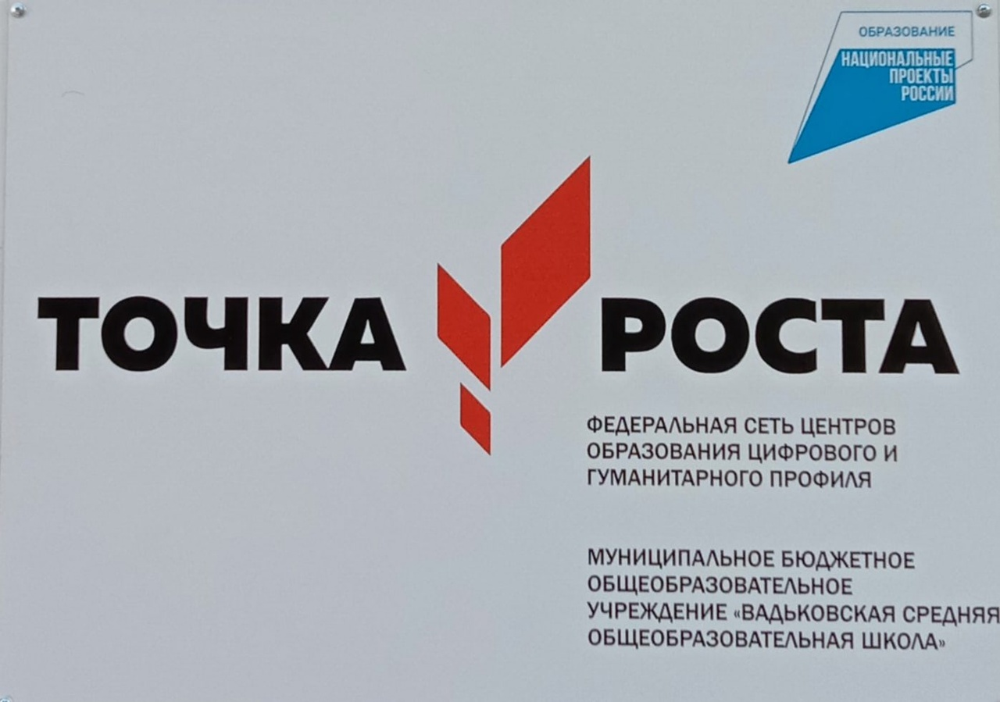 ОБРАЗОВАНИЕ
НАЦИОНАЛЬНЫЕ
ПРОЕКТЫ
РОССИИ
ТОЧКА РОСТА
ФЕДЕРАЛЬНАЯ СЕТЬ ЦЕНТРОВ
ОБРАЗОВАНИЯ ЦИФРОВОГО И
ГУМАНИТАРНОГО ПРОФИЛЯ
МУНИЦИПАЛЬНОЕ БЮДЖЕТНОЕ
ОБЩЕОБРАЗОВАТЕЛЬНОЕ
УЧРЕЖДЕНИЕ «ВАДЬКОВСКАЯ СРЕДНЯЯ
ОБЩЕОБРАЗОВАТЕЛЬНАЯ ШКОЛА»